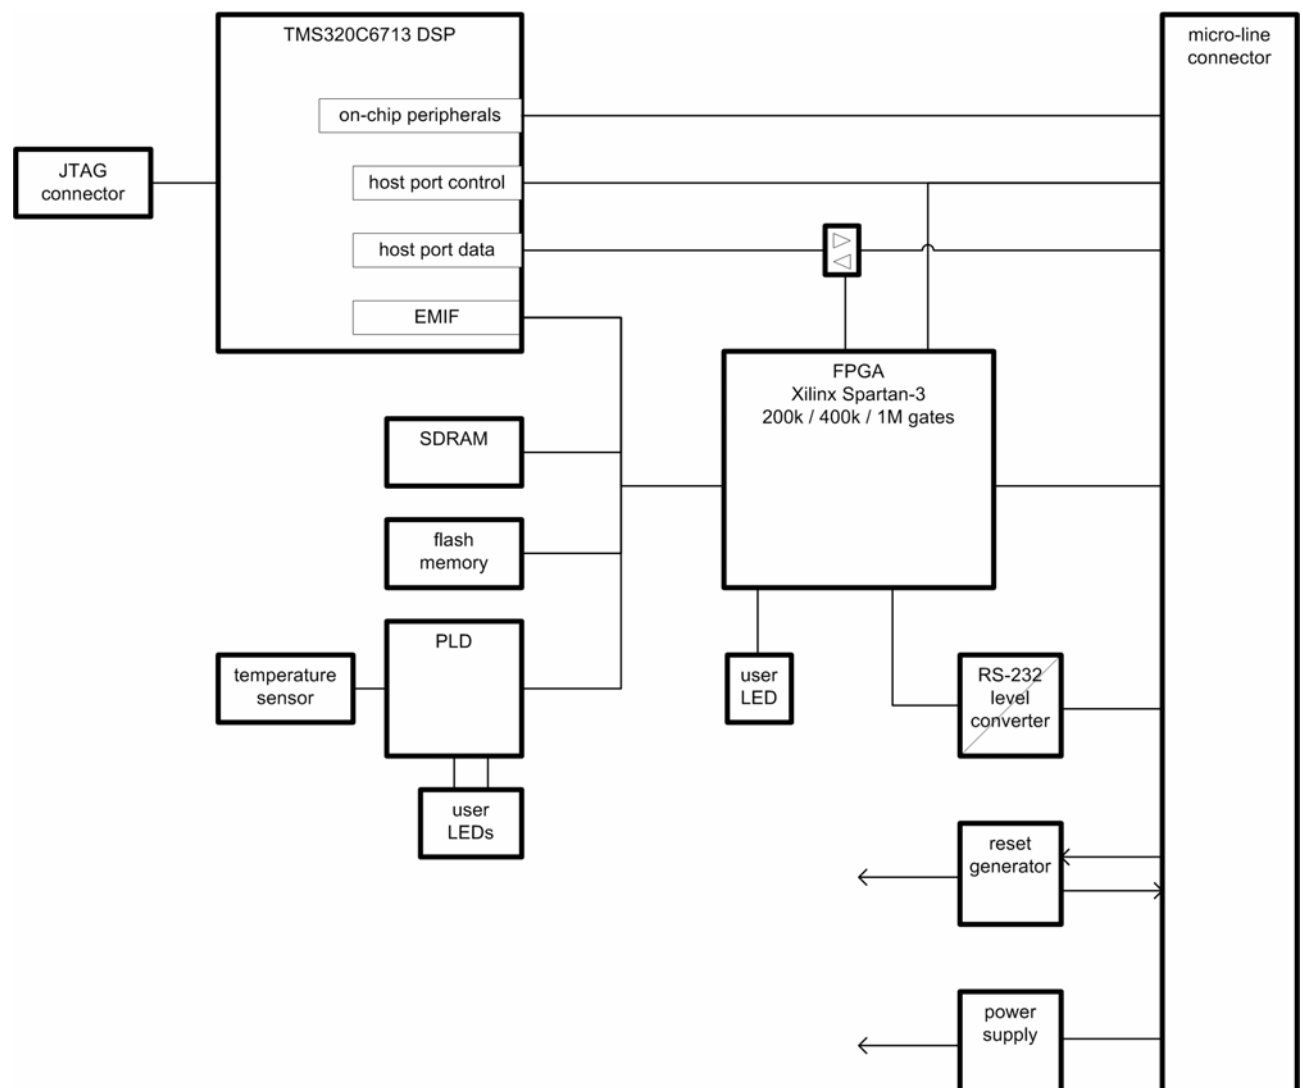 TMS320C6713 DSP
micro-line
connector
on-chip peripherals
JTAG
connector
host port control
host port data
EMIF
FPGA
Xilinx Spartan-3
200k / 400k / 1M gates
SDRAM
flash
memory
PLD
temperature
sensor
user
LED
RS-232
level
converter
user
LEDs
reset
generator
power
supply